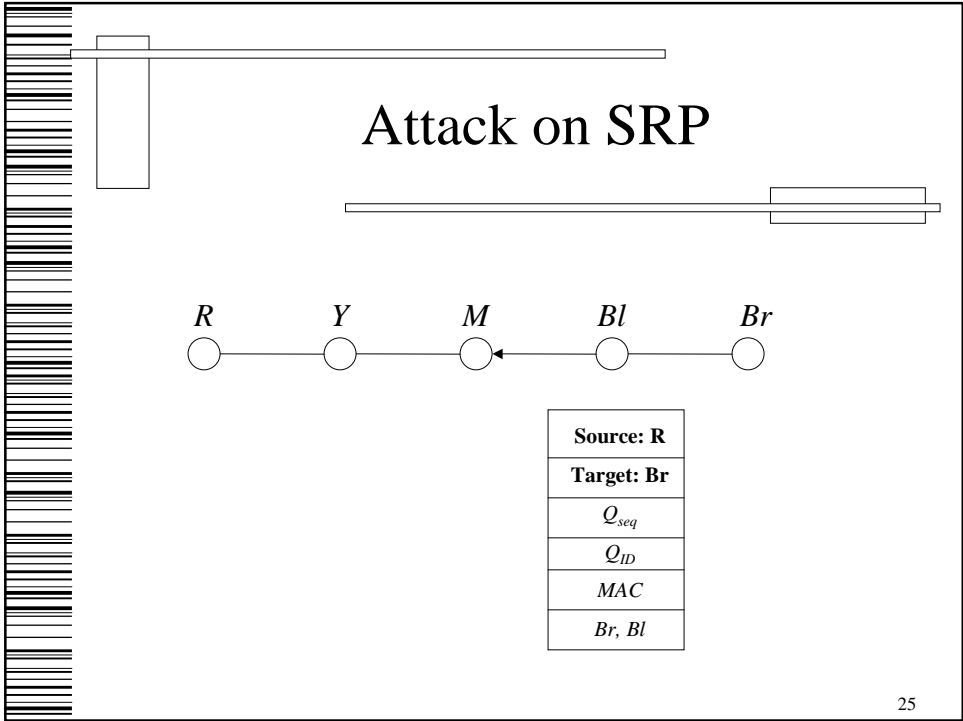 Attack on SRP
R Y M Bl Br
Source: R
Target: Br
Qseq
QID
MAC
Br, Bl
25